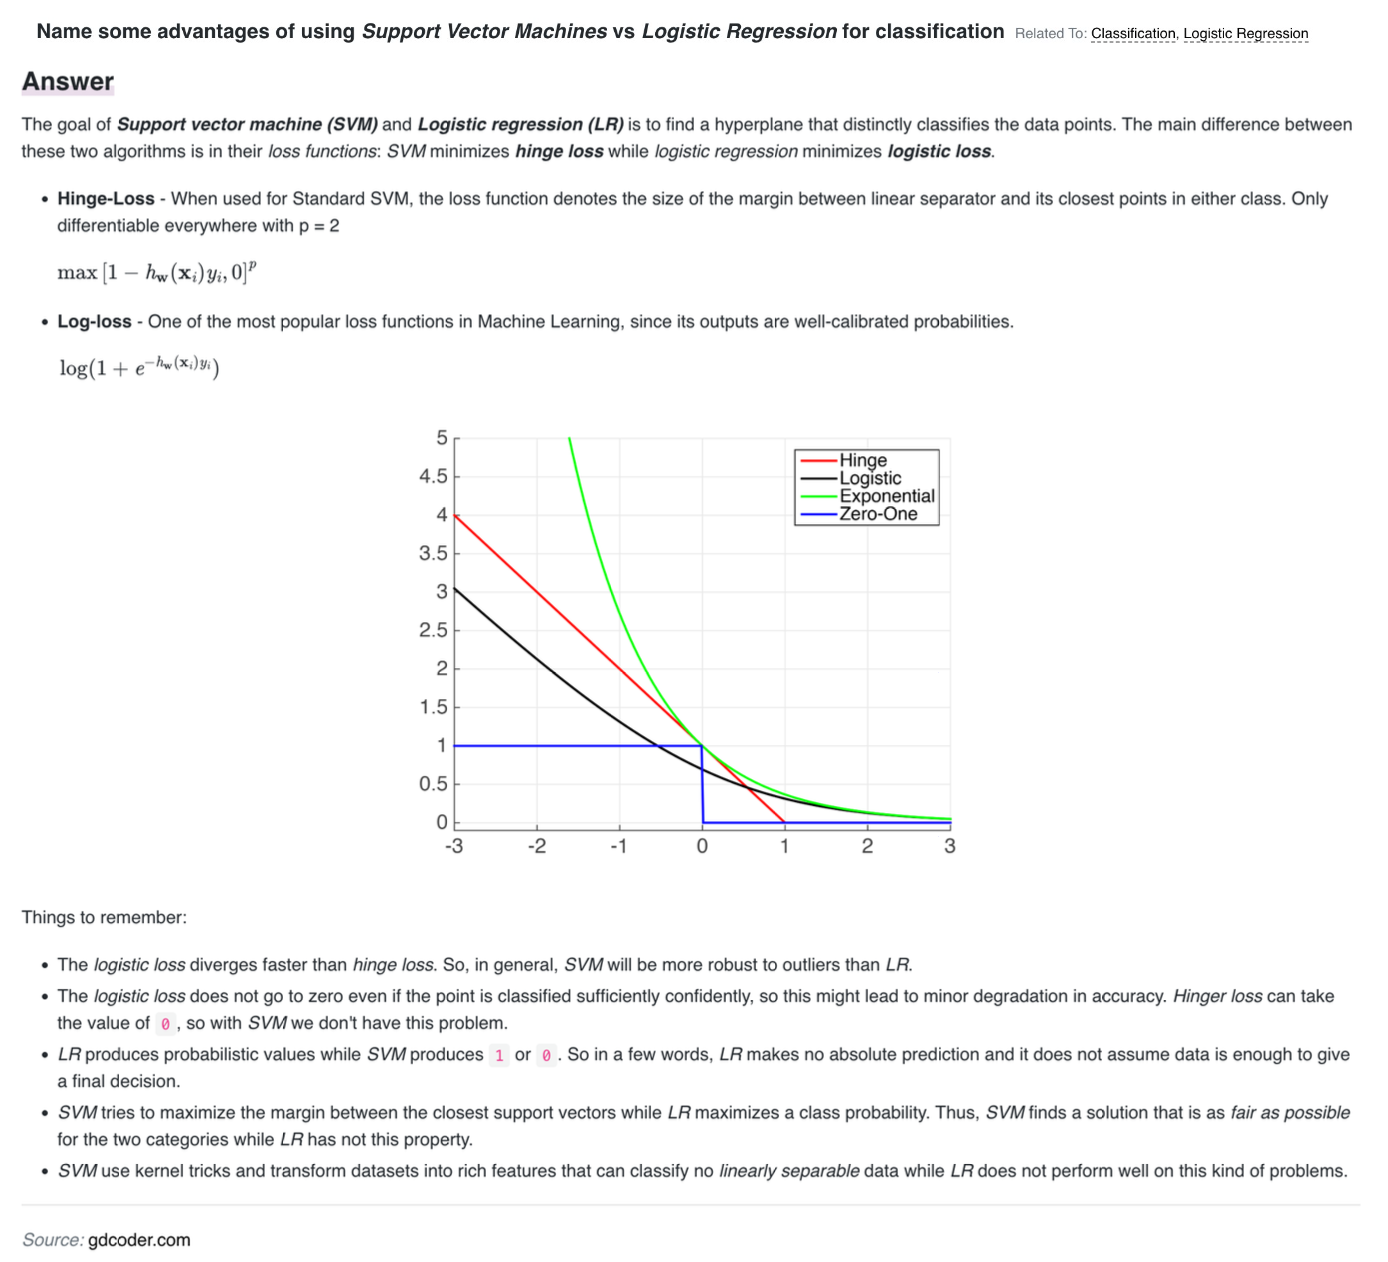 Name some advantages of using Support Vector Machines vs Logistic Regression for classification Related To: Classification, Logistic Regression
Answer
The goal of Support vector machine (SVM) and Logistic regression (LR) is to find a hyperplane that distinctly classifies the data points. The main difference between
these two algorithms is in their loss functions: SVM minimizes hinge loss while logistic regression minimizes logistic loss.
• Hinge-Loss - When used for Standard SVM, the loss function denotes the size of the margin between linear separator and its closest points in either class. Only
differentiable everywhere with p = 2
max [1 − h_w(x_i)y_i, 0]^p
• Log-loss - One of the most popular loss functions in Machine Learning, since its outputs are well-calibrated probabilities.
log(1 + e^{−h_w(x_i)y_i})
5
4.5
4
3.5
3
2.5
2
1.5
1
0.5
0
-3 -2 -1 0 1 2 3
Hinge
Logistic
Exponential
Zero-One
Things to remember:
• The logistic loss diverges faster than hinge loss. So, in general, SVM will be more robust to outliers than LR.
• The logistic loss does not go to zero even if the point is classified sufficiently confidently, so this might lead to minor degradation in accuracy. Hinger loss can take
the value of 0 , so with SVM we don't have this problem.
• LR produces probabilistic values while SVM produces 1 or 0 . So in a few words, LR makes no absolute prediction and it does not assume data is enough to give
a final decision.
• SVM tries to maximize the margin between the closest support vectors while LR maximizes a class probability. Thus, SVM finds a solution that is as fair as possible
for the two categories while LR has not this property.
• SVM use kernel tricks and transform datasets into rich features that can classify no linearly separable data while LR does not perform well on this kind of problems.
Source: gdcoder.com